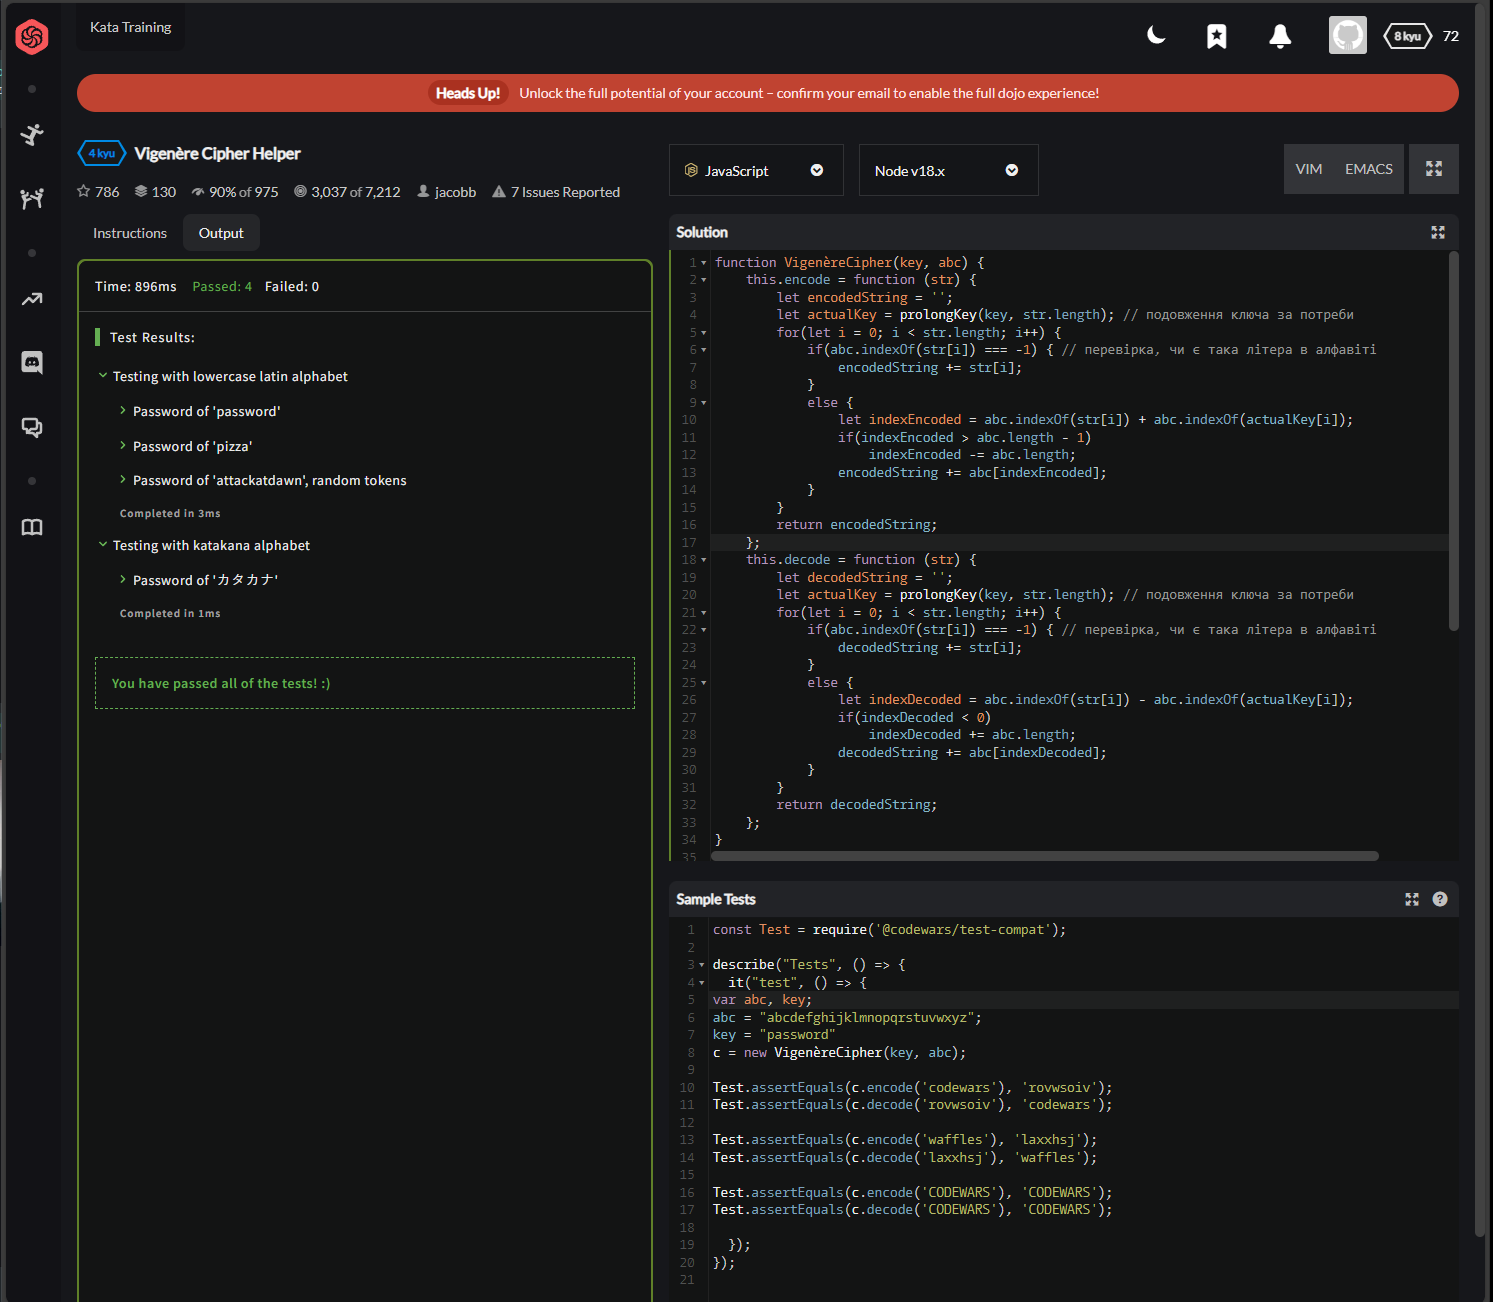 Kata Training
8 kyu 72
Heads Up! Unlock the full potential of your account – confirm your email to enable the full dojo experience!
4 kyu Vigenère Cipher Helper
786 130 90% of 975 3,037 of 7,212 jacobb 7 Issues Reported
Instructions Output
Time: 896ms Passed: 4 Failed: 0
Test Results:
Testing with lowercase latin alphabet
Password of 'password'
Password of 'pizza'
Password of 'attackatdawn', random tokens
Completed in 3ms
Testing with katakana alphabet
Password of 'カタカナ'
Completed in 1ms
You have passed all of the tests! :)
JavaScript Node v18.x VIM EMACS
Solution
1 function VigenèreCipher(key, abc) {
2 this.encode = function (str) {
3 let encodedString = '';
4 let actualKey = prolongKey(key, str.length); // подовження ключа за потреби
5 for(let i = 0; i < str.length; i++) {
6 if(abc.indexOf(str[i]) === -1) { // перевірка, чи є така літера в алфавіті
7 encodedString += str[i];
8 }
9 else {
10 let indexEncoded = abc.indexOf(str[i]) + abc.indexOf(actualKey[i]);
11 if(indexEncoded > abc.length - 1)
12 indexEncoded -= abc.length;
13 encodedString += abc[indexEncoded];
14 }
15 }
16 return encodedString;
17 };
18 this.decode = function (str) {
19 let decodedString = '';
20 let actualKey = prolongKey(key, str.length); // подовження ключа за потреби
21 for(let i = 0; i < str.length; i++) {
22 if(abc.indexOf(str[i]) === -1) { // перевірка, чи є така літера в алфавіті
23 decodedString += str[i];
24 }
25 else {
26 let indexDecoded = abc.indexOf(str[i]) - abc.indexOf(actualKey[i]);
27 if(indexDecoded < 0)
28 indexDecoded += abc.length;
29 decodedString += abc[indexDecoded];
30 }
31 }
32 return decodedString;
33 };
34 }
35
Sample Tests
1 const Test = require('@codewars/test-compat');
2
3 describe("Tests", () => {
4 it("test", () => {
5 var abc, key;
6 abc = "abcdefghijklmnopqrstuvwxyz";
7 key = "password"
8 c = new VigenèreCipher(key, abc);
9
10 Test.assertEquals(c.encode('codewars'), 'rovwsoiv');
11 Test.assertEquals(c.decode('rovwsoiv'), 'codewars');
12
13 Test.assertEquals(c.encode('waffles'), 'laxxhsj');
14 Test.assertEquals(c.decode('laxxhsj'), 'waffles');
15
16 Test.assertEquals(c.encode('CODEWARS'), 'CODEWARS');
17 Test.assertEquals(c.decode('CODEWARS'), 'CODEWARS');
18
19 });
20 });
21